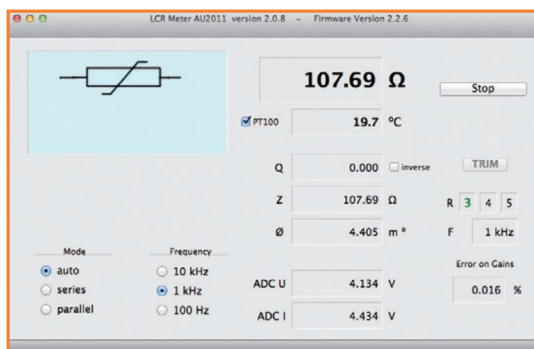 LCR Meter AU2011 version 2.0.8 – Firmware Version 2.2.6
107.69 Ω
Stop
PT100 19.7 °C
Q 0.000 inverse
TRIM
Z 107.69 Ω
R 3 4 5
Ø 4.405 m °
F 1 kHz
Mode
auto
series
parallel
Frequency
10 kHz
1 kHz
100 Hz
ADC U 4.134 V
ADC I 4.434 V
Error on Gains
0.016 %